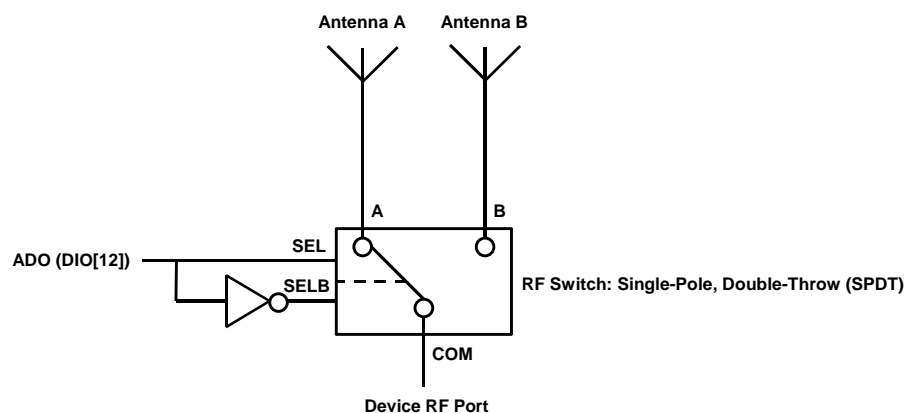 Antenna A
Antenna B
A
B
SEL
ADO (DIO[12])
SELB
RF Switch: Single-Pole, Double-Throw (SPDT)
COM
Device RF Port